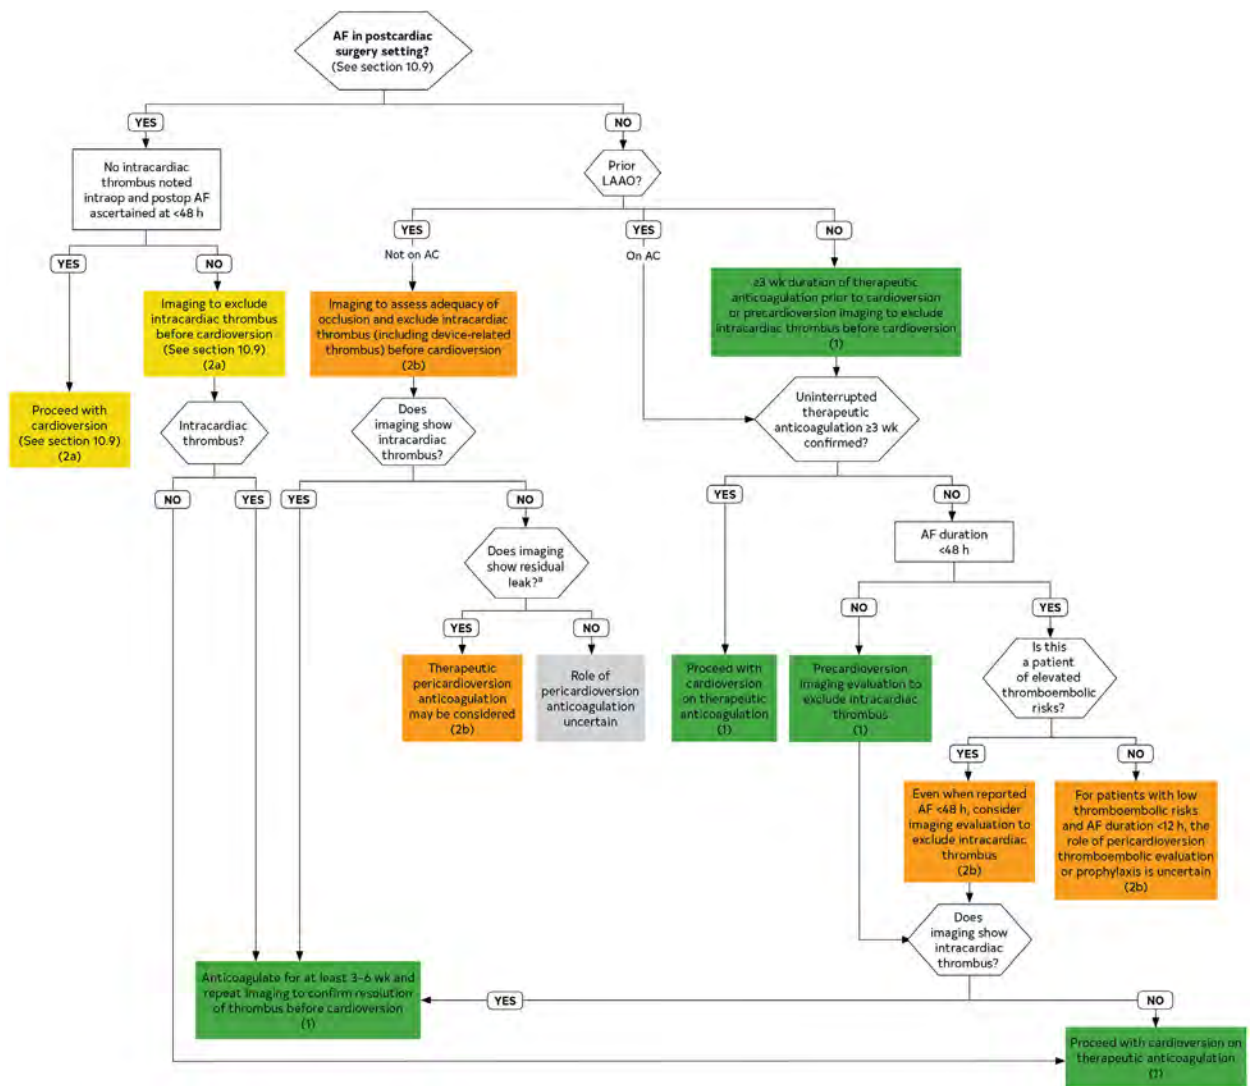 AF in postcardiac
surgery setting?
(See section 10.9)
YES
NO
No intracardiac
thrombus noted
intraop and postop AF
ascertained at <48 h
Prior
LAAO?
YES
NO
YES
Not on AC
YES
On AC
NO
Imaging to exclude
intracardiac thrombus
before cardioversion
(See section 10.9)
(2a)
Imaging to assess adequacy of
occlusion and exclude intracardiac
thrombus (including device-related
thrombus) before cardioversion
(2b)
≥3 wk duration of therapeutic
anticoagulation prior to cardioversion
or precardioversion imaging to exclude
intracardiac thrombus before cardioversion
(1)
Proceed with
cardioversion
(See section 10.9)
(2a)
Intracardiac
thrombus?
Does
imaging show
intracardiac
thrombus?
Uninterrupted
therapeutic
anticoagulation ≥3 wk
confirmed?
NO
YES
YES
NO
YES
NO
Does imaging
show residual
leak?a
AF duration
<48 h
YES
NO
NO
YES
Therapeutic
pericardioversion
anticoagulation
may be considered
(2b)
Role of
pericardioversion
anticoagulation
uncertain
Proceed with
cardioversion
on therapeutic
anticoagulation
(1)
Precardioversion
imaging evaluation to
exclude intracardiac
thrombus
(1)
Is this
a patient
of elevated
thromboembolic
risks?
YES
NO
Even when reported
AF <48 h, consider
imaging evaluation to
exclude intracardiac
thrombus
(2b)
For patients with low
thromboembolic risks
and AF duration <12 h, the
role of pericardioversion
thromboembolic evaluation
or prophylaxis is uncertain
(2b)
Does
imaging show
intracardiac
thrombus?
Anticoagulate for at least 3–6 wk and
repeat imaging to confirm resolution
of thrombus before cardioversion
(1)
YES
NO
Proceed with cardioversion on
therapeutic anticoagulation
(1)